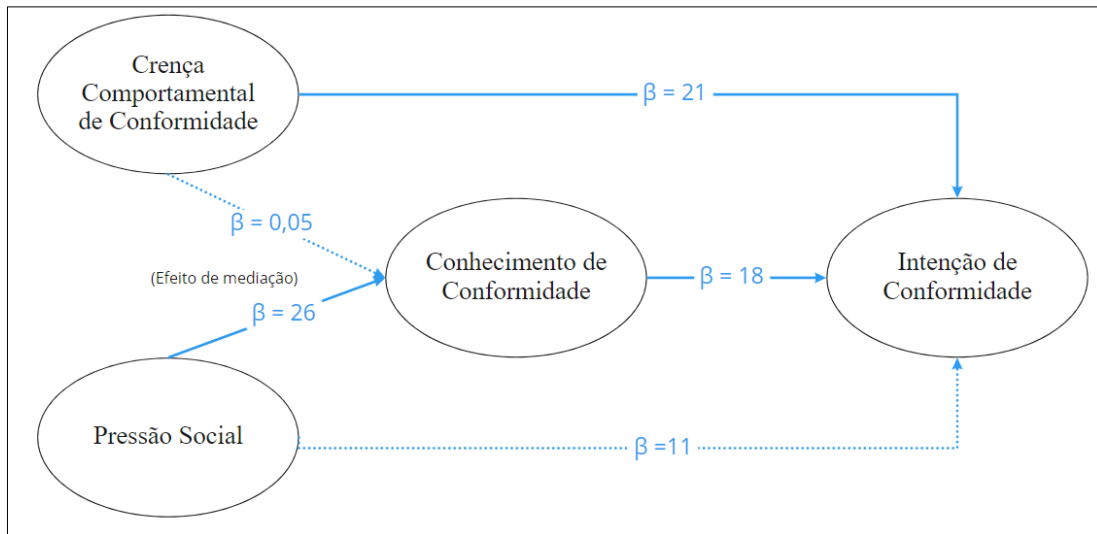 Crença
Comportamental
de Conformidade
β = 21
β = 0,05
(Efeito de mediação)
β = 26
Conhecimento de
Conformidade
β = 18
Intenção de
Conformidade
Pressão Social
β =11